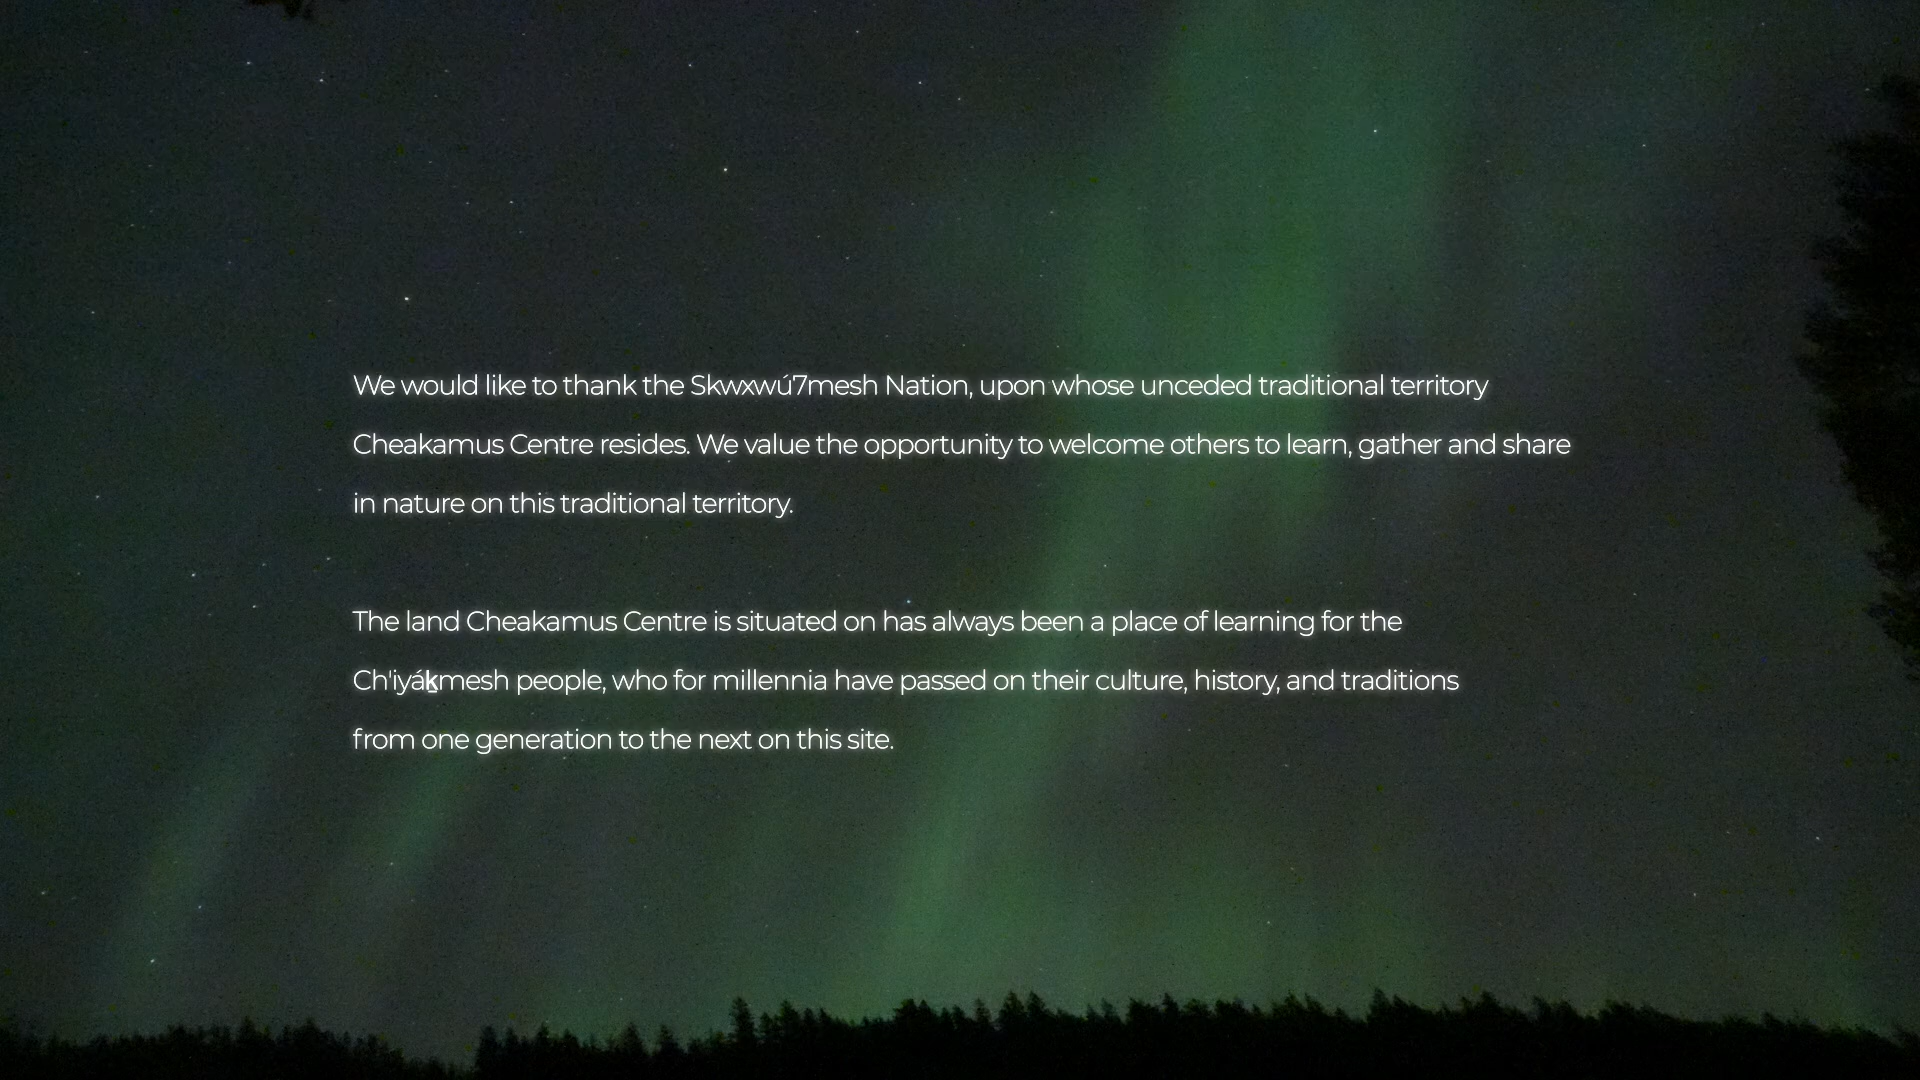 We would like to thank the Skwxwú7mesh Nation, upon whose unceded traditional territory
Cheakamus Centre resides. We value the opportunity to welcome others to learn, gather and share
in nature on this traditional territory.
The land Cheakamus Centre is situated on has always been a place of learning for the
Ch'iyáḵmesh people, who for millennia have passed on their culture, history, and traditions
from one generation to the next on this site.